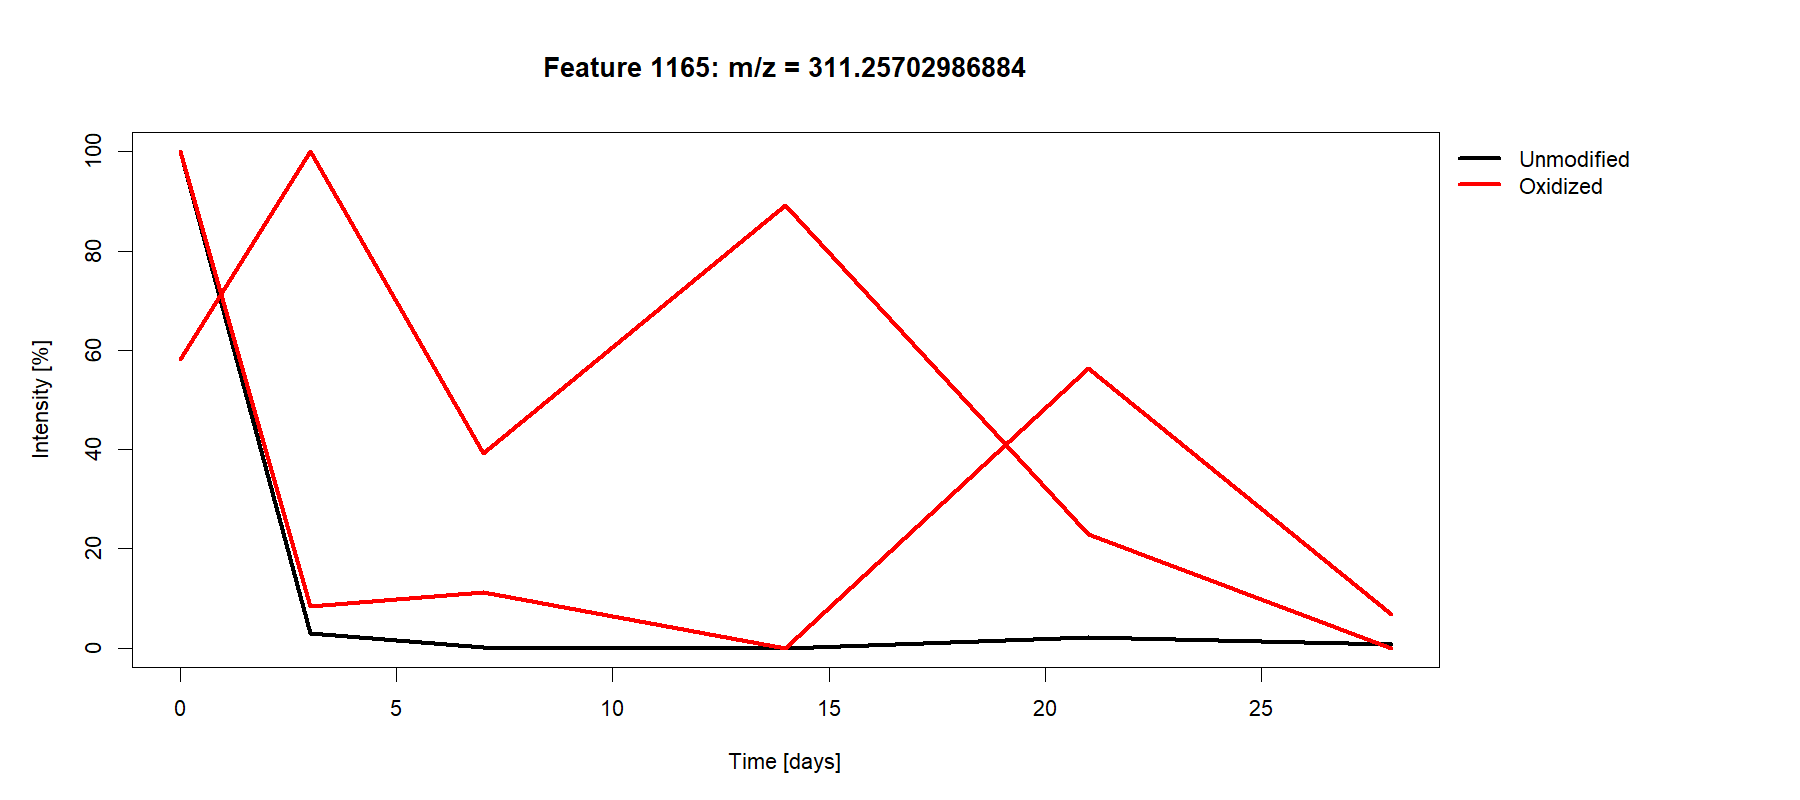 Feature 1165: m/z = 311.25702986884
Unmodified
Oxidized
Intensity [%]
100
80
60
40
20
0
0 5 10 15 20 25
Time [days]